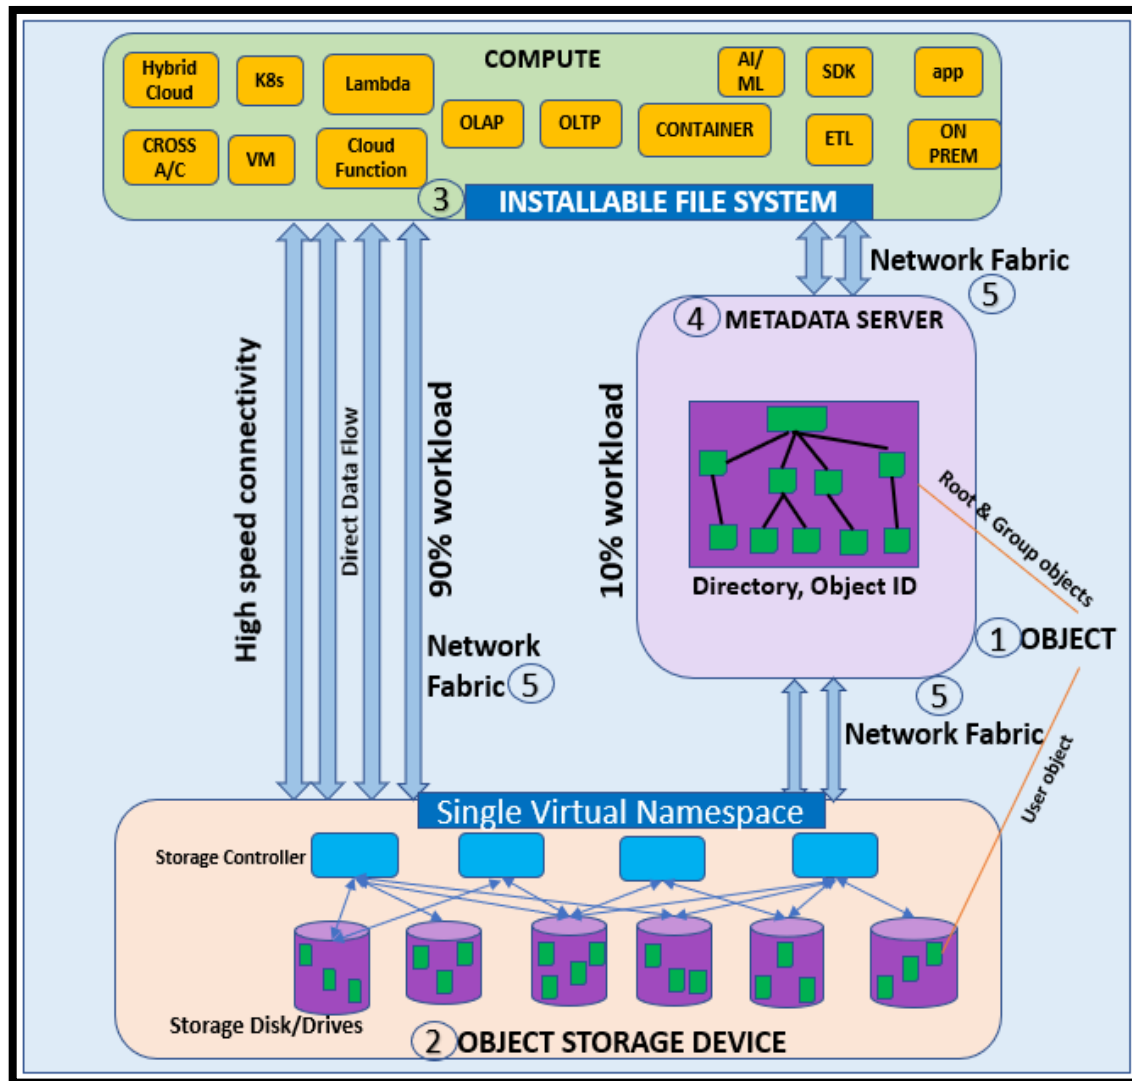 COMPUTE
Hybrid
Cloud
K8s
Lambda
AI/
ML
SDK
app
OLAP
OLTP
CONTAINER
CROSS
A/C
VM
Cloud
Function
ETL
ON
PREM
3
INSTALLABLE FILE SYSTEM
Network Fabric
5
4
METADATA SERVER
High speed connectivity
Direct Data Flow
90% workload
10% workload
Directory, Object ID
Root & Group objects
1
OBJECT
Network
Fabric 5
5
Network Fabric
User object
Single Virtual Namespace
Storage Controller
Storage Disk/Drives
2
OBJECT STORAGE DEVICE